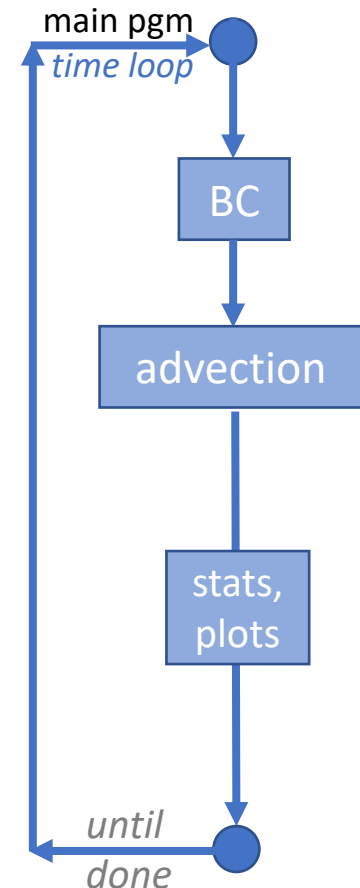 main pgm
time loop
BC
advection
stats,
plots
until
done